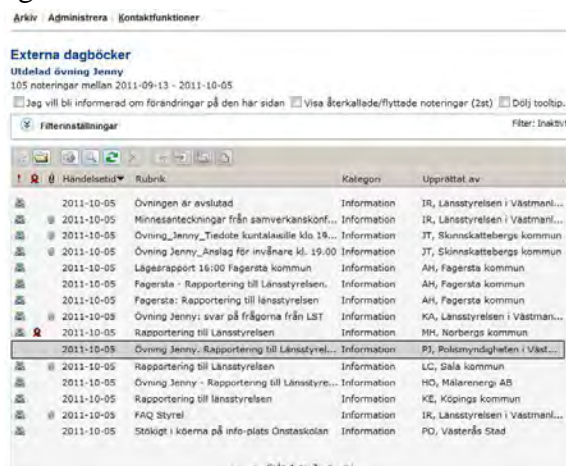 Arkiv Administrera Kontaktfunktioner
Externa dagböcker
Utdelad övning Jenny
105 noteringar mellan 2011-09-13 - 2011-10-05
Jag vill bli informerad om förändringar på den här sidan Visa återkallade/flyttade noteringar (2st) Dölj tooltip.
Filterinställningar Filter: Inaktivt
! Händelsetid Rubrik Kategori Upprättat av
2011-10-05 Övningen är avslutad Information IR, Länsstyrelsen i Västmanl...
2011-10-05 Minnesanteckningar från samverkanskonf... Information IR, Länsstyrelsen i Västmanl...
2011-10-05 Övning_Jenny_Tiedote kuntalaisille klo 19... Information JT, Skinnskattebergs kommun
2011-10-05 Övning Jenny_Anslag för invånare kl. 19.00 Information JT, Skinnskattebergs kommun
2011-10-05 Lägesrapport 16:00 Fagersta kommun Information AH, Fagersta kommun
2011-10-05 Fagersta - Rapportering till Länsstyrelsen. Information AH, Fagersta kommun
2011-10-05 Fagersta: Rapportering till länsstyrelsen Information AH, Fagersta kommun
2011-10-05 Övning Jenny: svar på frågorna från LST Information KA, Länsstyrelsen i Västman...
2011-10-05 Rapportering till Länsstyrelsen Information MH, Norbergs kommun
2011-10-05 Övning Jenny. Rapportering till Länsstyrel... Information PJ, Polismyndigheten i Väst...
2011-10-05 Rapportering till Länsstyrelsen Information LC, Sala kommun
2011-10-05 Övning Jenny - Rapportering till Länsstyre... Information HO, Mälarenergi AB
2011-10-05 Rapportering till länsstyrelsen Information KE, Köpings kommun
2011-10-05 FAQ Styrel Information IR, Länsstyrelsen i Västmanl...
2011-10-05 Stökigt i köerna på info-plats Önstaskolan Information PO, Västerås Stad